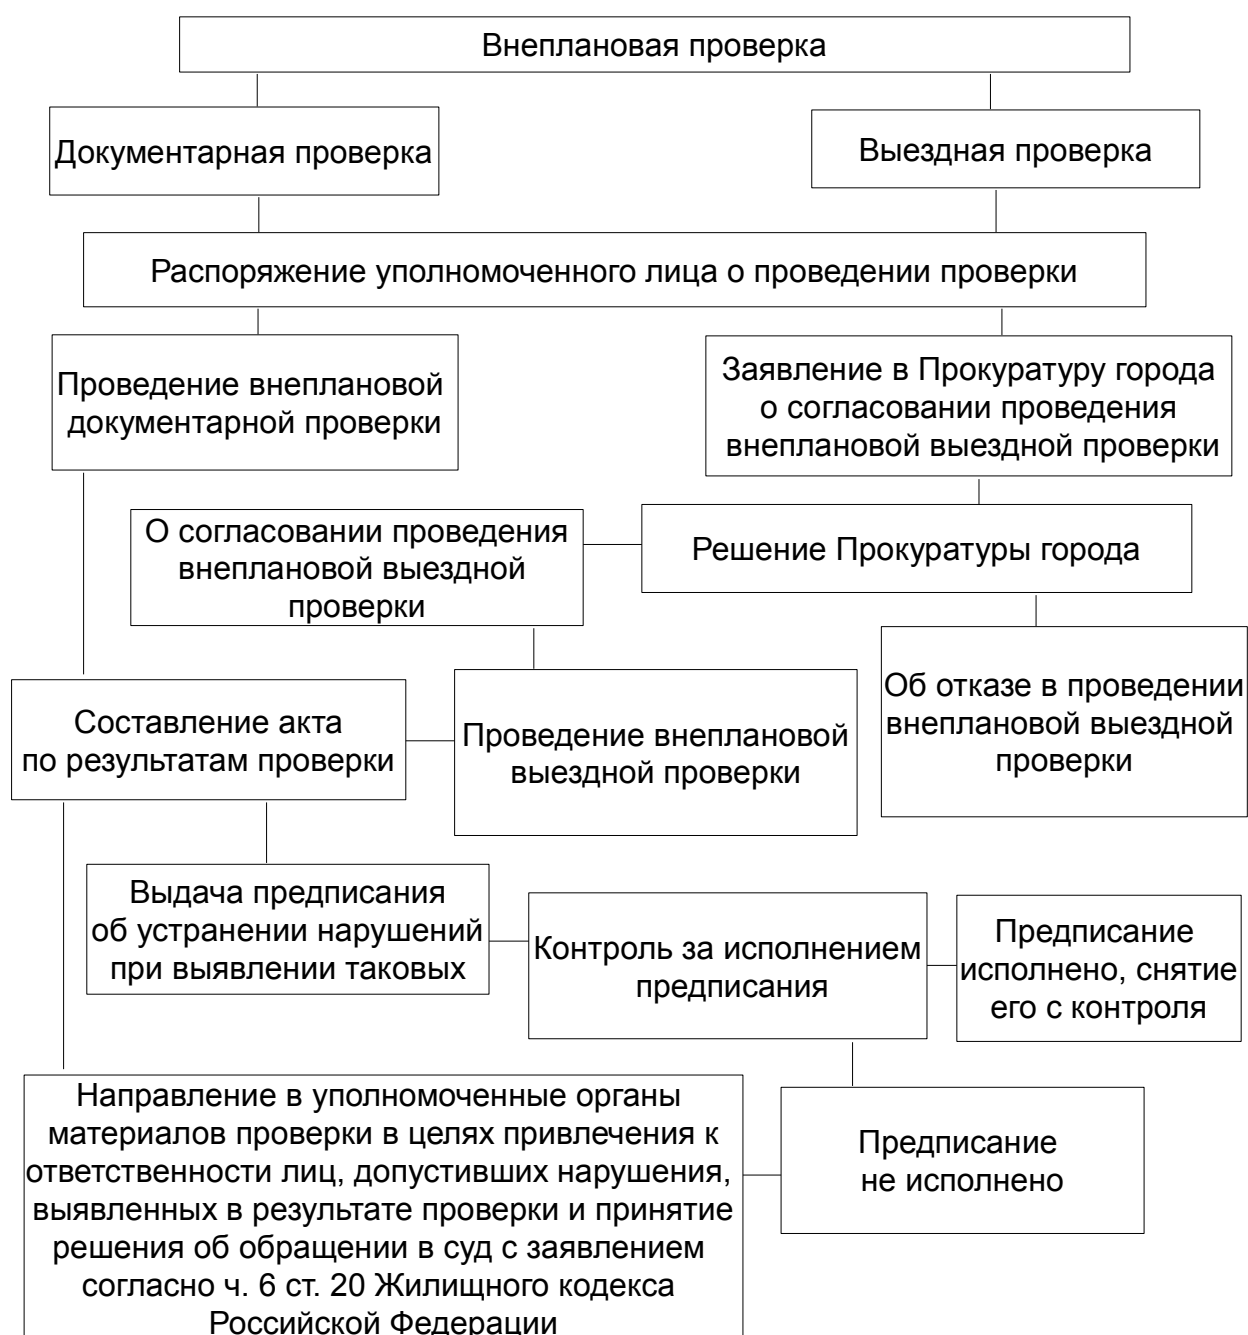 Внеплановая проверка
Документарная проверка
Выездная проверка
Распоряжение уполномоченного лица о проведении проверки
Проведение внеплановой
документарной проверки
Заявление в Прокуратуру города
о согласовании проведения
внеплановой выездной проверки
О согласовании проведения
внеплановой выездной
проверки
Решение Прокуратуры города
Об отказе в проведении
внеплановой выездной
проверки
Составление акта
по результатам проверки
Проведение внеплановой
выездной проверки
Выдача предписания
об устранении нарушений
при выявлении таковых
Контроль за исполнением
предписания
Предписание
исполнено, снятие
его с контроля
Направление в уполномоченные органы
материалов проверки в целях привлечения к
ответственности лиц, допустивших нарушения,
выявленных в результате проверки и принятие
решения об обращении в суд с заявлением
согласно ч. 6 ст. 20 Жилищного кодекса
Российской Федерации
Предписание
не исполнено